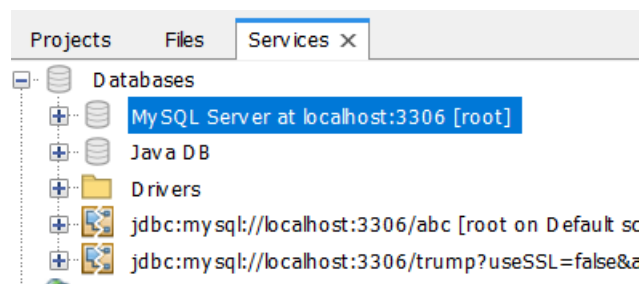 Projects Files Services ×
Databases
MySQL Server at localhost:3306 [root]
Java DB
Drivers
jdbc:mysql://localhost:3306/abc [root on Default sc
jdbc:mysql://localhost:3306/trump?useSSL=false&a